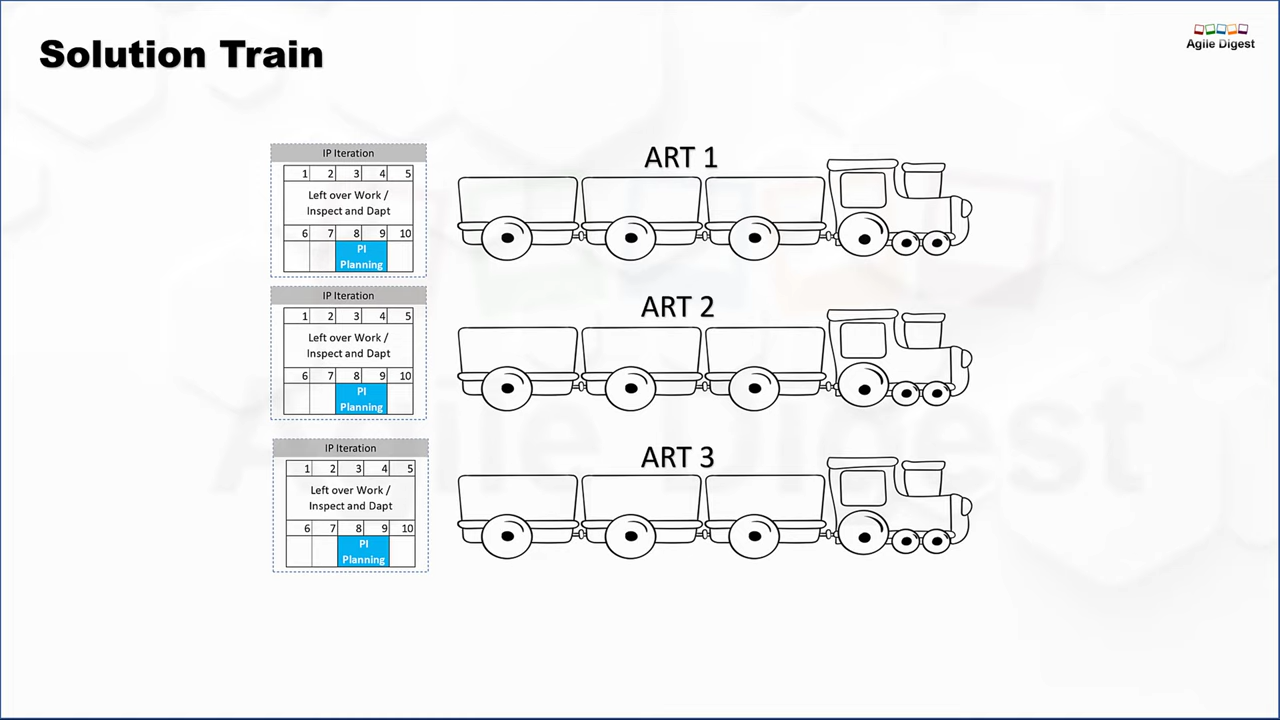 Solution Train
Agile Digest
IP Iteration
1 2 3 4 5
Left over Work /
Inspect and Dapt
6 7 8 9 10
PI
Planning
ART 1
IP Iteration
1 2 3 4 5
Left over Work /
Inspect and Dapt
6 7 8 9 10
PI
Planning
ART 2
IP Iteration
1 2 3 4 5
Left over Work /
Inspect and Dapt
6 7 8 9 10
PI
Planning
ART 3
Agile Digest